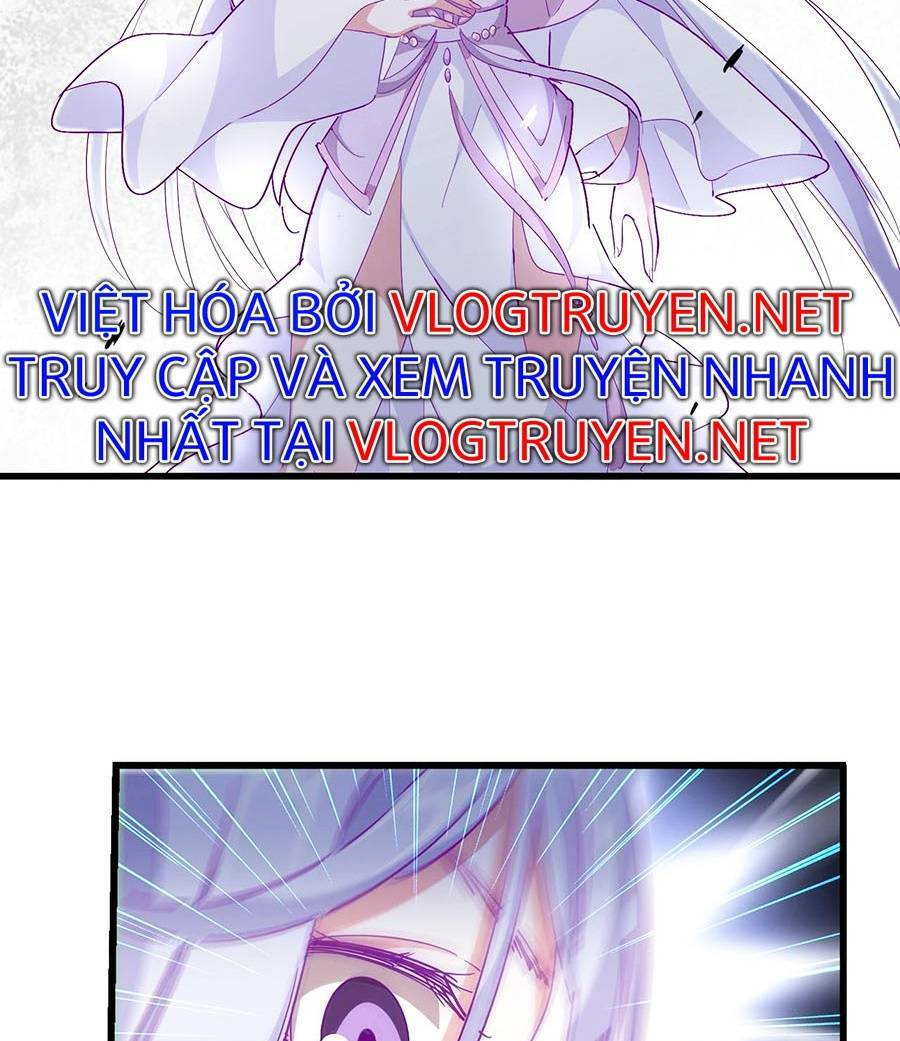 VIỆT HÓA BỞI VLOGTRUYEN.NET
TRUY CẬP VÀ XEM TRUYỆN NHANH
NHẤT TẠI VLOGTRUYEN.NET